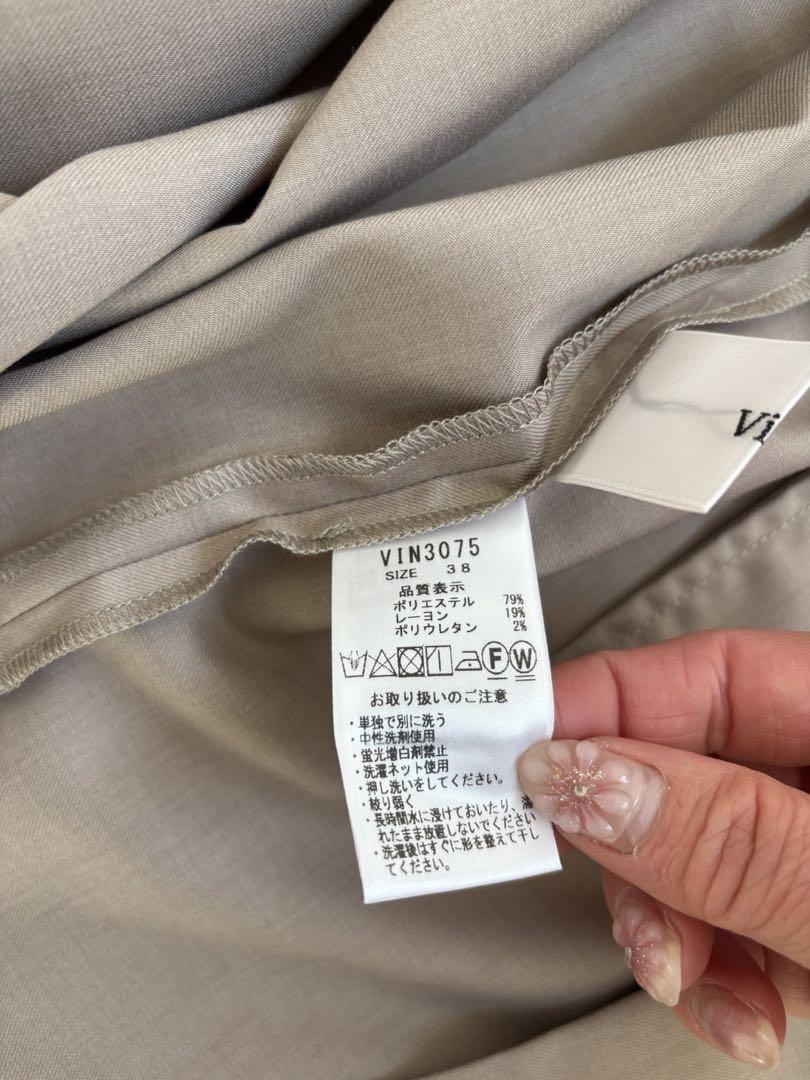 Vi
VIN3075
SIZE 38
品質表示
ポリエステル 79%
レーヨン 19%
ポリウレタン 2%
F W
お取り扱いのご注意
・単独で別に洗う
・中性洗剤使用
・蛍光増白剤禁止
・洗濯ネット使用
・押し洗いをしてください。
・絞り弱く
・長時間水に浸けておいたり、濡
れたまま放置しないでください
・洗濯後はすぐに形を整えて干し
てください。